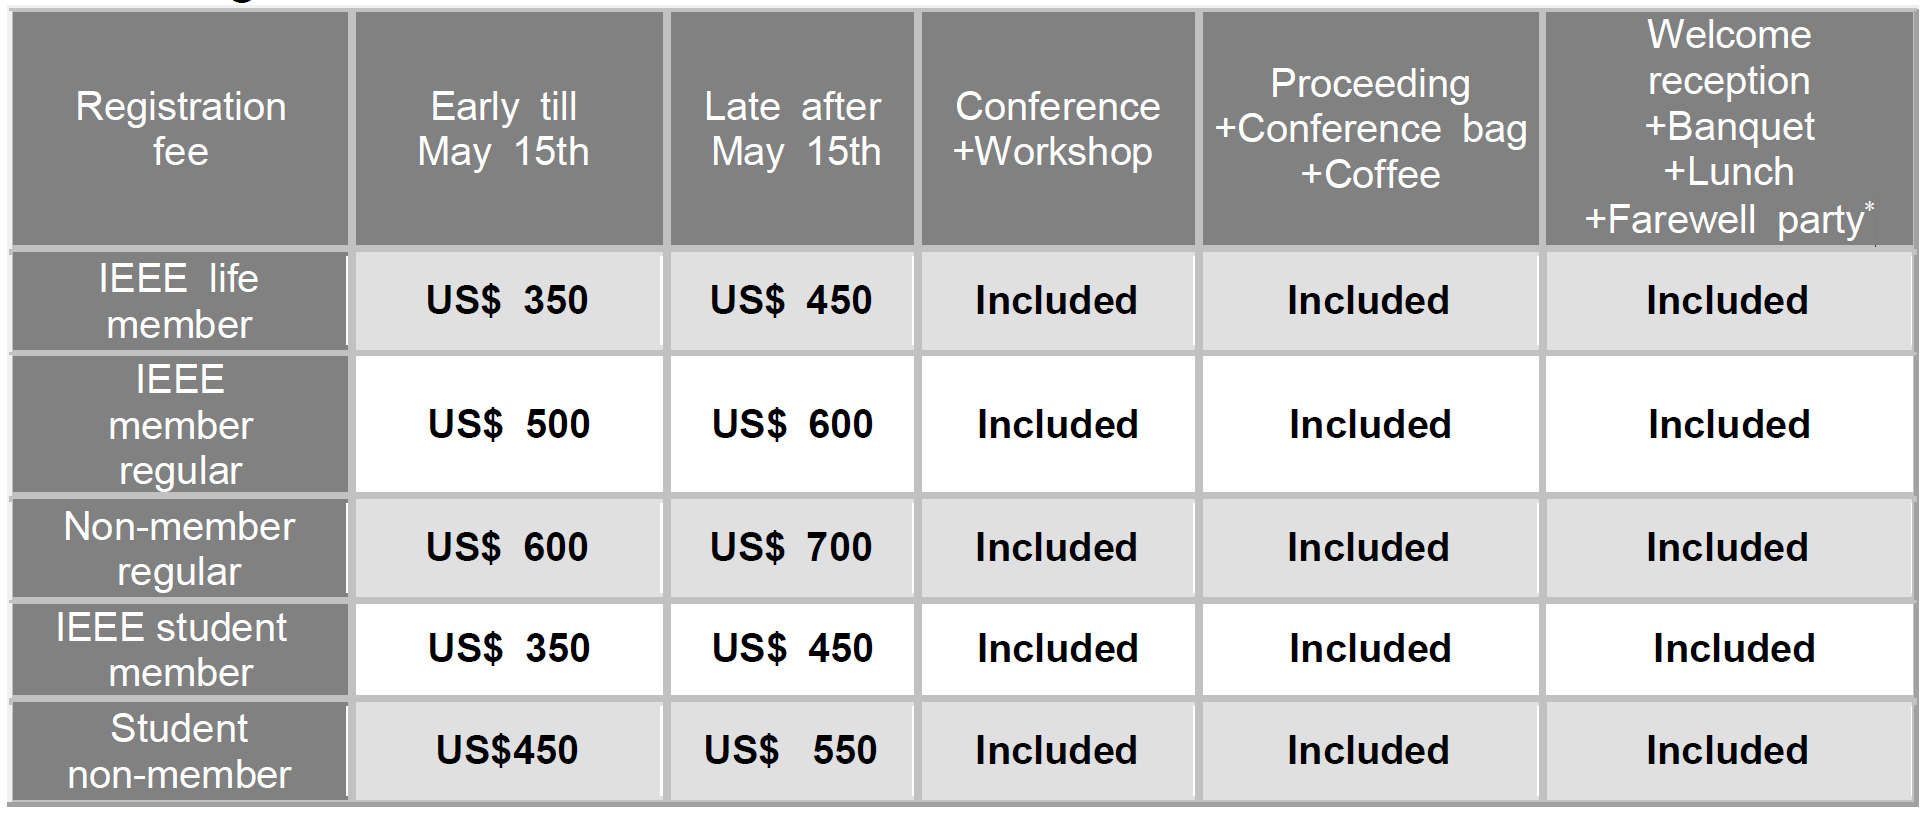 Registration
fee
Early till
May 15th
Late after
May 15th
Conference
+Workshop
Proceeding
+Conference bag
+Coffee
Welcome
reception
+Banquet
+Lunch
+Farewell party*
IEEE life
member
US$ 350
US$ 450
Included
Included
Included
IEEE
member
regular
US$ 500
US$ 600
Included
Included
Included
Non-member
regular
US$ 600
US$ 700
Included
Included
Included
IEEE student
member
US$ 350
US$ 450
Included
Included
Included
Student
non-member
US$450
US$ 550
Included
Included
Included